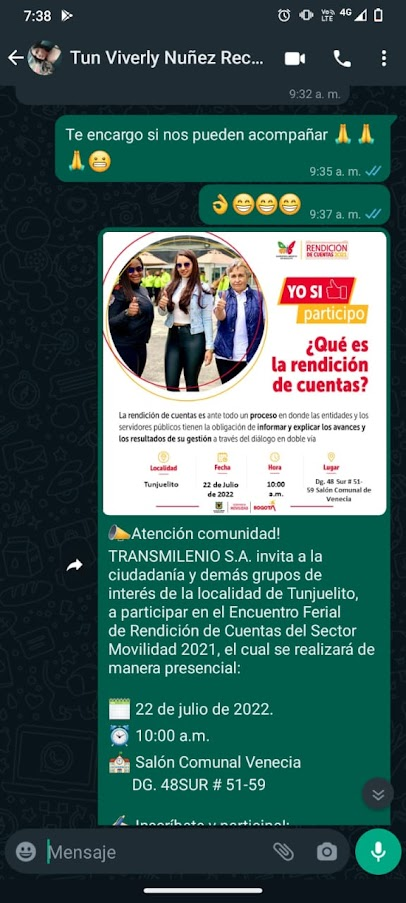 7:38
Vo)) LTE
4G
Tun Viverly Nuñez Rec...
9:32 a. m.
Te encargo si nos pueden acompañar 🙏🙏
🙏😬
9:35 a. m.
👌😁😁😁
9:37 a. m.
RENDICIÓN
DE CUENTAS 2021
YO SI
participo
¿Qué es
la rendición
de cuentas?
La rendición de cuentas es ante todo un proceso en donde las entidades y los
servidores públicos tienen la obligación de informar y explicar los avances y
los resultados de su gestión a través del diálogo en doble vía
Localidad
Tunjuelito
Fecha
22 de Julio
de 2022
Hora
10:00
a.m.
Lugar
Dg. 48 Sur # 51-
59 Salón Comunal de
Venecia
BOGOTÁ
📣Atención comunidad!
TRANSMILENIO S.A. invita a la
ciudadanía y demás grupos de
interés de la localidad de Tunjuelito,
a participar en el Encuentro Ferial
de Rendición de Cuentas del Sector
Movilidad 2021, el cual se realizará de
manera presencial:
🗓 22 de julio de 2022.
⏰ 10:00 a.m.
🏫 Salón Comunal Venecia
DG. 48SUR # 51-59
Inscríbete y participa!:
Mensaje